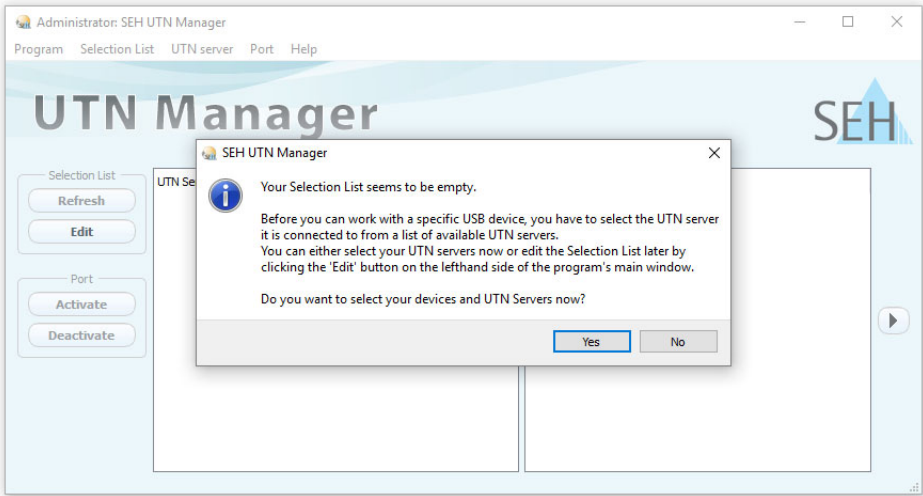 Administrator: SEH UTN Manager
Program Selection List UTN server Port Help
UTN Manager
SEH
SEH UTN Manager
Selection List
Refresh
Edit
Port
Activate
Deactivate
UTN Se
Your Selection List seems to be empty.
Before you can work with a specific USB device, you have to select the UTN server
it is connected to from a list of available UTN servers.
You can either select your UTN servers now or edit the Selection List later by
clicking the 'Edit' button on the lefthand side of the program's main window.
Do you want to select your devices and UTN Servers now?
Yes No